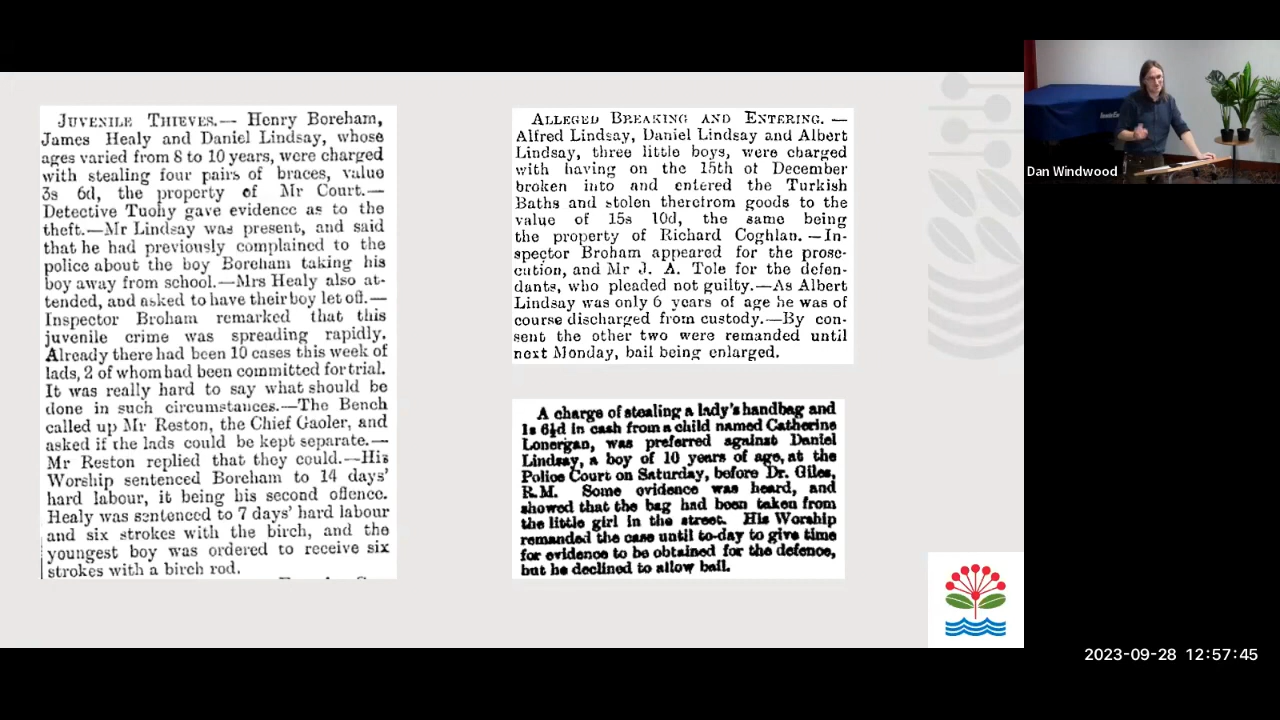 JUVENILE THIEVES.— Henry Boreham,
James Healy and Daniel Lindsay, whose
ages varied from 8 to 10 years, were charged
with stealing four pairs of braces, value
3s 6d, the property of Mr Court.—
Detective Tuohy gave evidence as to the
theft.—Mr Lindsay was present, and said
that he had previously complained to the
police about the boy Boreham taking his
boy away from school.—Mrs Healy also at-
tended, and asked to have their boy let off.—
Inspector Broham remarked that this
juvenile crime was spreading rapidly.
Already there had been 10 cases this week of
lads, 2 of whom had been committed for trial.
It was really hard to say what should be
done in such circumstances.—The Bench
called up Mr Reston, the Chief Gaoler, and
asked if the lads could be kept separate.—
Mr Reston replied that they could.—His
Worship sentenced Boreham to 14 days'
hard labour, it being his second offence.
Healy was sentenced to 7 days' hard labour
and six strokes with the birch, and the
youngest boy was ordered to receive six
strokes with a birch rod.
ALLEGED BREAKING AND ENTERING. —
Alfred Lindsay, Daniel Lindsay and Albert
Lindsay, three little boys, were charged
with having on the 15th of December
broken into and entered the Turkish
Baths and stolen therefrom goods to the
value of 15s 10d, the same being
the property of Richard Coghlan. —In-
spector Broham appeared for the prose-
cution, and Mr J. A. Tole for the defen-
dants, who pleaded not guilty.—As Albert
Lindsay was only 6 years of age he was of
course discharged from custody.—By con-
sent the other two were remanded until
next Monday, bail being enlarged.
A charge of stealing a lady's handbag and
1s 6½d in cash from a child named Catherine
Lonergan, was preferred against Daniel
Lindsay, a boy of 10 years of age, at the
Police Court on Saturday, before Dr. Giles,
R.M. Some evidence was heard, and
showed that the bag had been taken from
the little girl in the street. His Worship
remanded the case until to-day to give time
for evidence to be obtained for the defence,
but he declined to allow bail.
Dan Windwood
2023-09-28 12:57:45